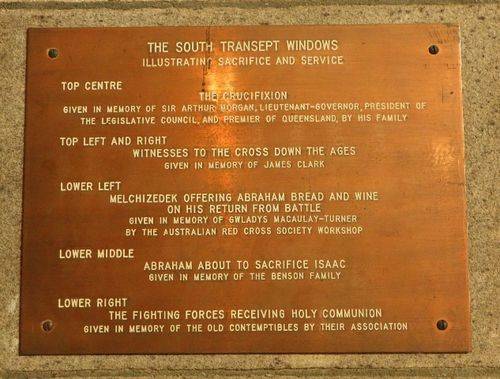 THE SOUTH TRANSEPT WINDOWS
ILLUSTRATING SACRIFICE AND SERVICE
TOP CENTRE
THE CRUCIFIXION
GIVEN IN MEMORY OF SIR ARTHUR MORGAN, LIEUTENANT-GOVERNOR, PRESIDENT OF
THE LEGISLATIVE COUNCIL, AND PREMIER OF QUEENSLAND, BY HIS FAMILY
TOP LEFT AND RIGHT
WITNESSES TO THE CROSS DOWN THE AGES
GIVEN IN MEMORY OF JAMES CLARK
LOWER LEFT
MELCHIZEDEK OFFERING ABRAHAM BREAD AND WINE
ON HIS RETURN FROM BATTLE
GIVEN IN MEMORY OF GWLADYS MACAULAY-TURNER
BY THE AUSTRALIAN RED CROSS SOCIETY WORKSHOP
LOWER MIDDLE
ABRAHAM ABOUT TO SACRIFICE ISAAC
GIVEN IN MEMORY OF THE BENSON FAMILY
LOWER RIGHT
THE FIGHTING FORCES RECEIVING HOLY COMMUNION
GIVEN IN MEMORY OF THE OLD CONTEMPTIBLES BY THEIR ASSOCIATION